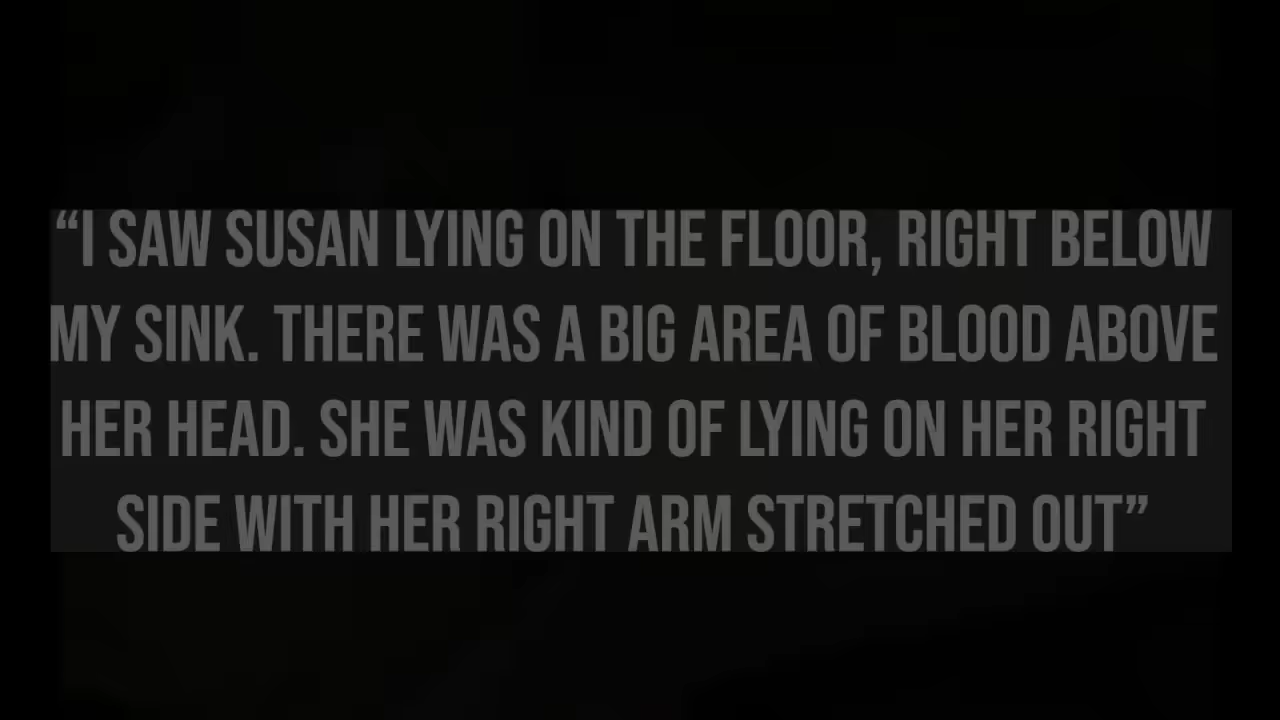 “I SAW SUSAN LYING ON THE FLOOR, RIGHT BELOW
MY SINK. THERE WAS A BIG AREA OF BLOOD ABOVE
HER HEAD. SHE WAS KIND OF LYING ON HER RIGHT
SIDE WITH HER RIGHT ARM STRETCHED OUT”